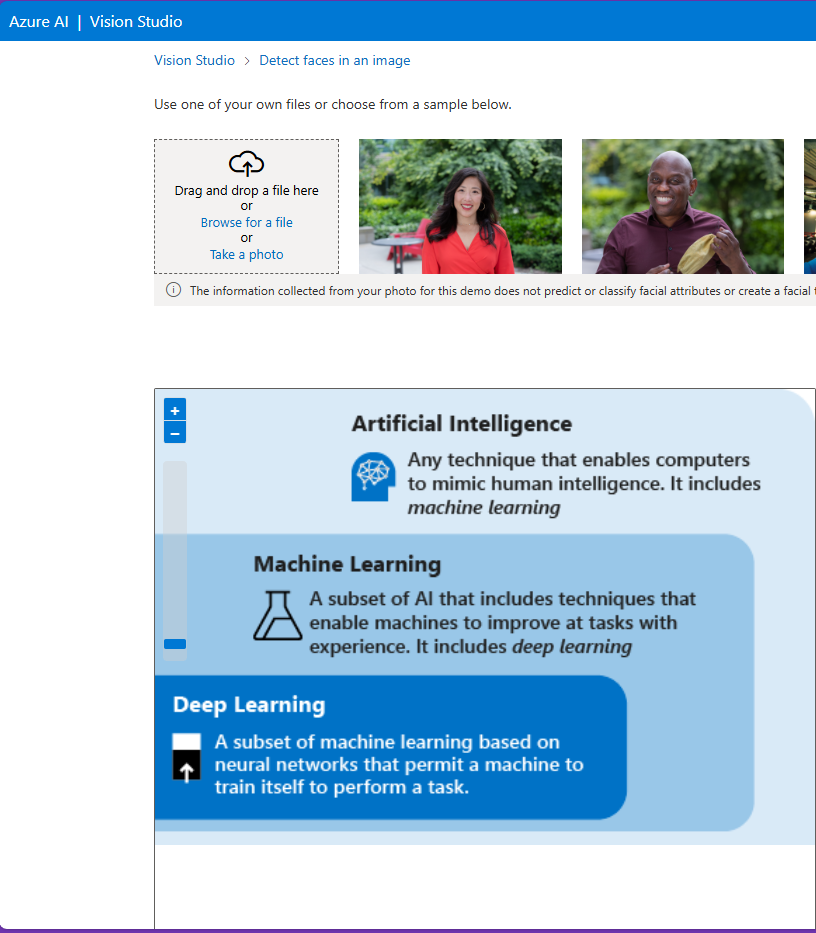 Azure AI | Vision Studio
Vision Studio > Detect faces in an image
Use one of your own files or choose from a sample below.
Drag and drop a file here
or
Browse for a file
or
Take a photo
The information collected from your photo for this demo does not predict or classify facial attributes or create a facial
+
−
Artificial Intelligence
Any technique that enables computers
to mimic human intelligence. It includes
machine learning
Machine Learning
A subset of AI that includes techniques that
enable machines to improve at tasks with
experience. It includes deep learning
Deep Learning
A subset of machine learning based on
neural networks that permit a machine to
train itself to perform a task.